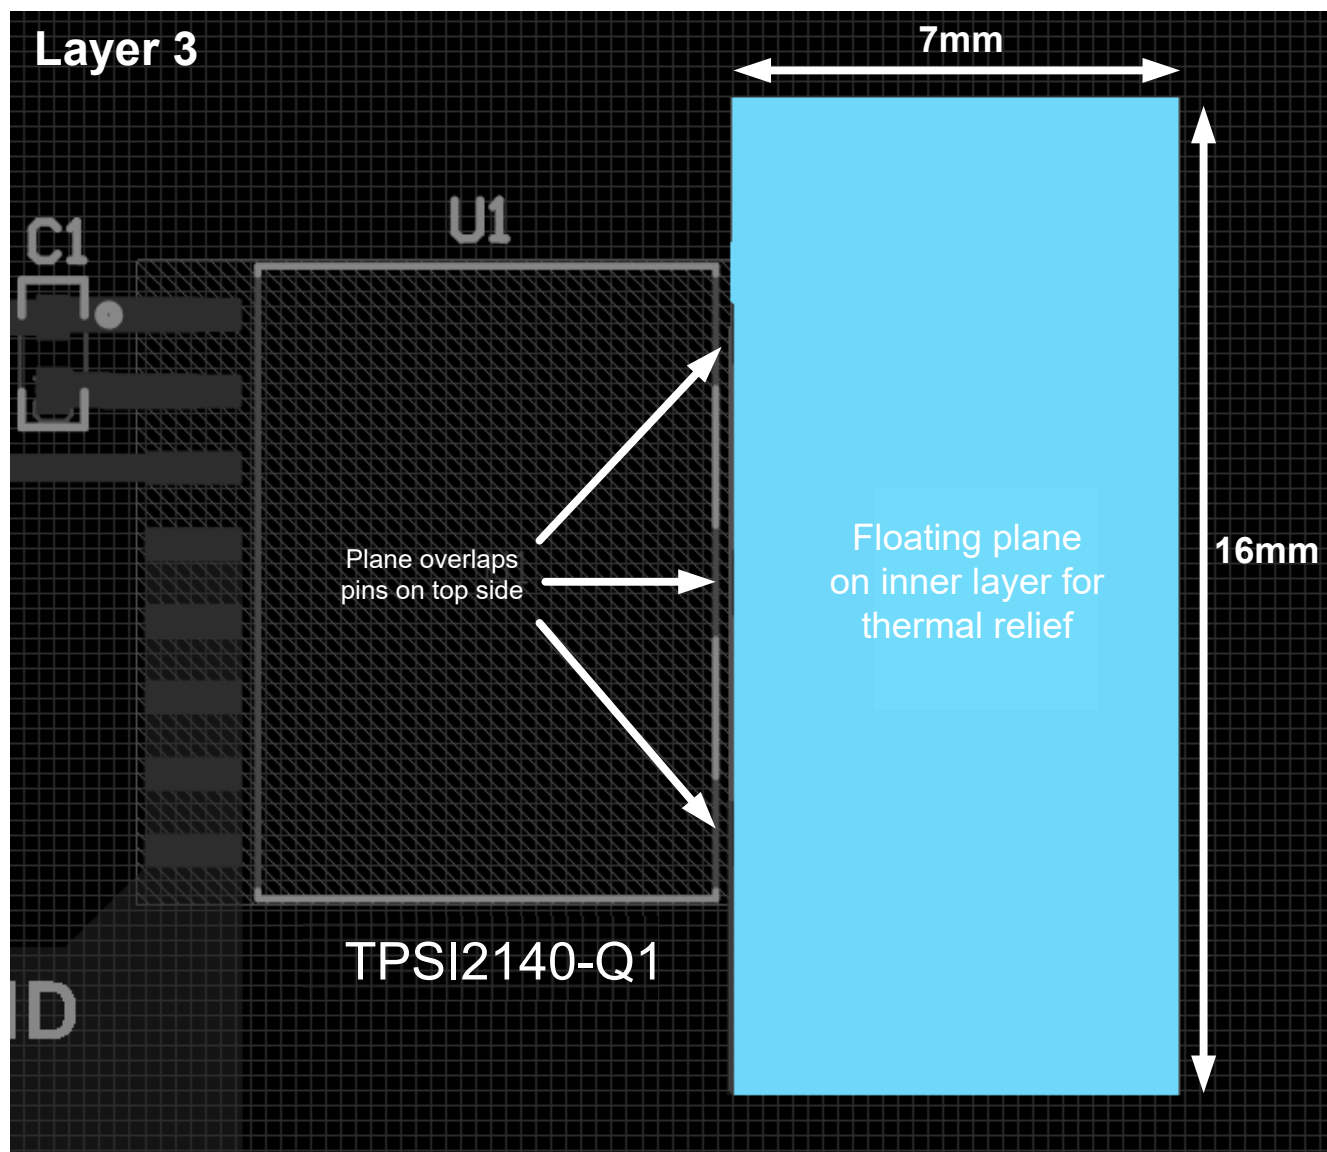 Layer 3
7mm
U1
C1
Floating plane
on inner layer for
thermal relief
16mm
Plane overlaps
pins on top side
TPSI2140-Q1